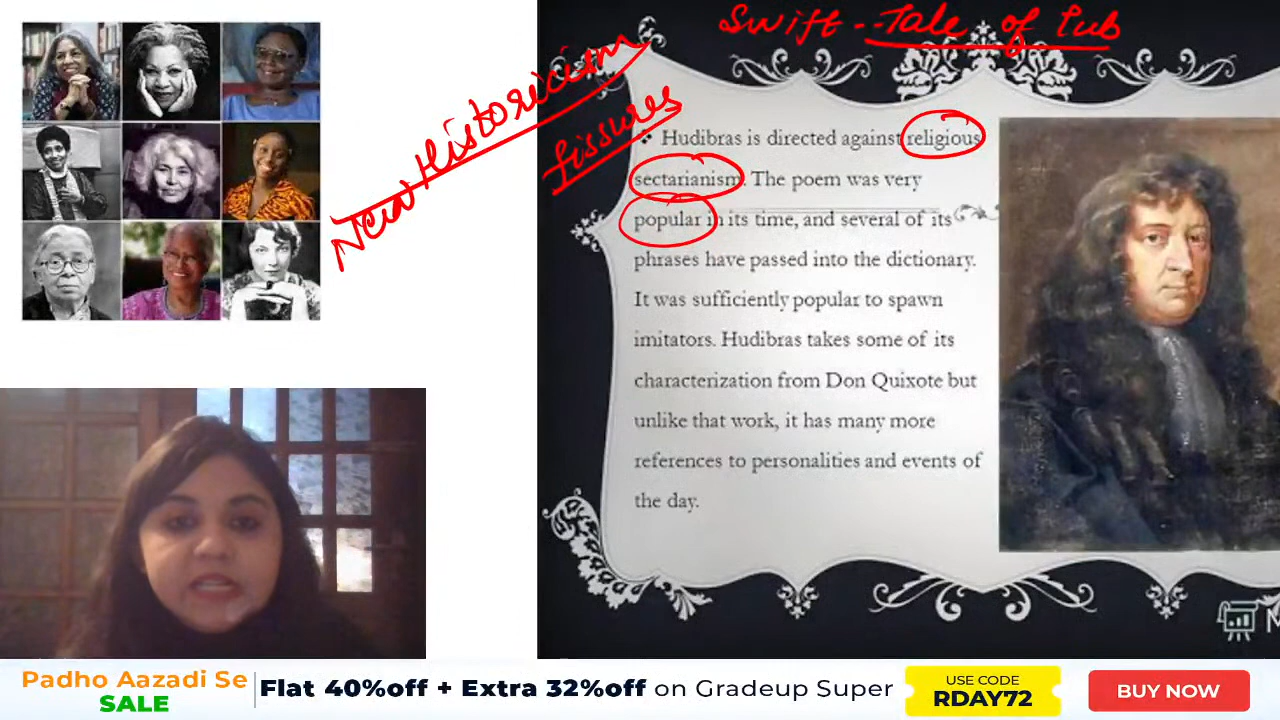 Swift - Tale of Tub
New Historicism
fissures
❖ Hudibras is directed against religious
sectarianism. The poem was very
popular in its time, and several of its
phrases have passed into the dictionary.
It was sufficiently popular to spawn
imitators. Hudibras takes some of its
characterization from Don Quixote but
unlike that work, it has many more
references to personalities and events of
the day.
Padho Aazadi Se
SALE
Flat 40%off + Extra 32%off on Gradeup Super
USE CODE
RDAY72
BUY NOW